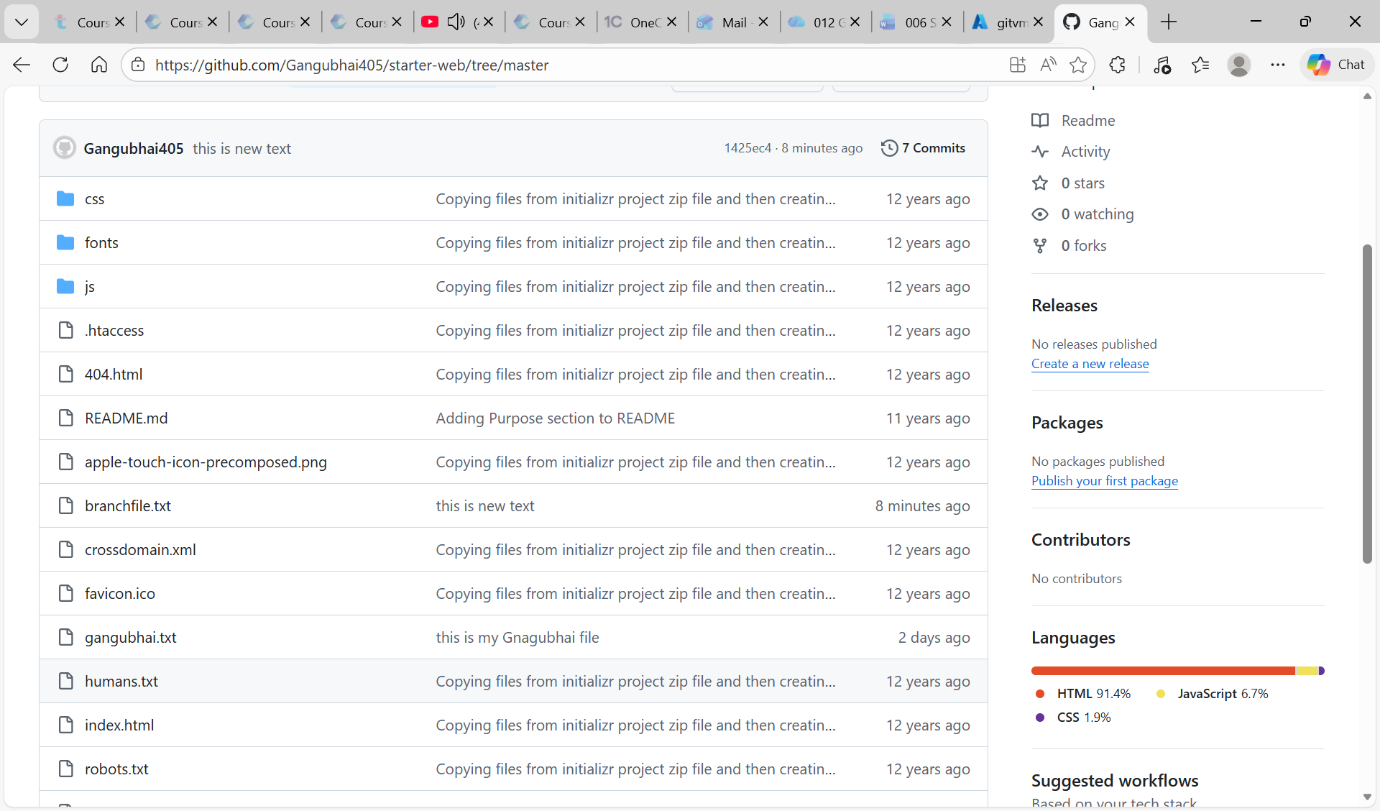 Cours
Cours
Cours
Cours
(4
Cours
1C OneC
Mail -
012 G
006 S
gitvm
Gang
https://github.com/Gangubhai405/starter-web/tree/master
Chat
Gangubhai405 this is new text 1425ec4 · 8 minutes ago 7 Commits
css Copying files from initializr project zip file and then creatin... 12 years ago
fonts Copying files from initializr project zip file and then creatin... 12 years ago
js Copying files from initializr project zip file and then creatin... 12 years ago
.htaccess Copying files from initializr project zip file and then creatin... 12 years ago
404.html Copying files from initializr project zip file and then creatin... 12 years ago
README.md Adding Purpose section to README 11 years ago
apple-touch-icon-precomposed.png Copying files from initializr project zip file and then creatin... 12 years ago
branchfile.txt this is new text 8 minutes ago
crossdomain.xml Copying files from initializr project zip file and then creatin... 12 years ago
favicon.ico Copying files from initializr project zip file and then creatin... 12 years ago
gangubhai.txt this is my Gnagubhai file 2 days ago
humans.txt Copying files from initializr project zip file and then creatin... 12 years ago
index.html Copying files from initializr project zip file and then creatin... 12 years ago
robots.txt Copying files from initializr project zip file and then creatin... 12 years ago
Readme
Activity
0 stars
0 watching
0 forks
Releases
No releases published
Create a new release
Packages
No packages published
Publish your first package
Contributors
No contributors
Languages
HTML 91.4% JavaScript 6.7%
CSS 1.9%
Suggested workflows
Based on your tech stack